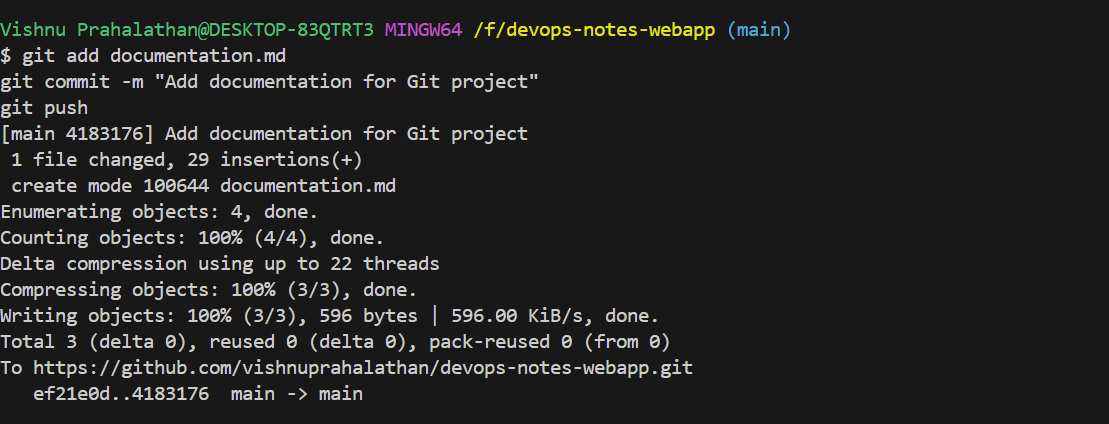 Vishnu Prahalathan@DESKTOP-83QTRT3 MINGW64 /f/devops-notes-webapp (main)
$ git add documentation.md
git commit -m "Add documentation for Git project"
git push
[main 4183176] Add documentation for Git project
 1 file changed, 29 insertions(+)
 create mode 100644 documentation.md
Enumerating objects: 4, done.
Counting objects: 100% (4/4), done.
Delta compression using up to 22 threads
Compressing objects: 100% (3/3), done.
Writing objects: 100% (3/3), 596 bytes | 596.00 KiB/s, done.
Total 3 (delta 0), reused 0 (delta 0), pack-reused 0 (from 0)
To https://github.com/vishnuprahalathan/devops-notes-webapp.git
   ef21e0d..4183176  main -> main